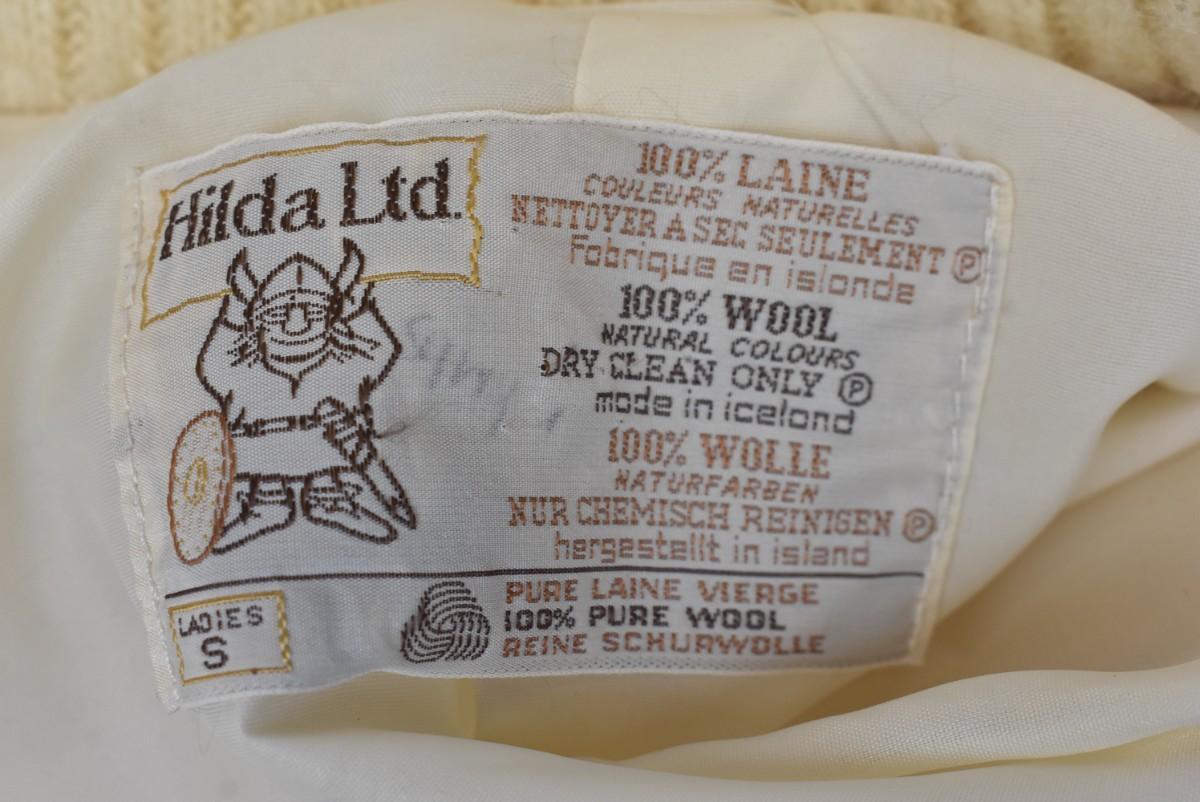 Hilda Ltd.
100% LAINE
COULEURS NATURELLES
NETTOYER A SEC SEULEMENT Ⓟ
Fabrique en islande
100% WOOL
NATURAL COLOURS
DRY CLEAN ONLY Ⓟ
made in iceland
100% WOLLE
NATURFARBEN
NUR CHEMISCH REINIGEN Ⓟ
hergestellt in island
LADIES
S
PURE LAINE VIERGE
100% PURE WOOL
REINE SCHURWOLLE